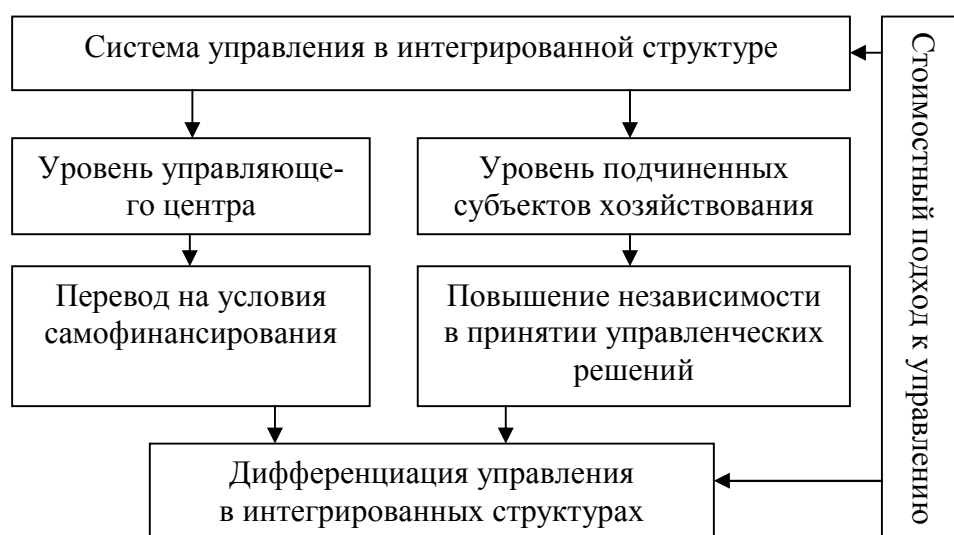 Система управления в интегрированной структуре
Уровень управляюще-
го центра
Уровень подчиненных
субъектов хозяйствования
Перевод на условия
самофинансирования
Повышение независимости
в принятии управленческих
решений
Дифференциация управления
в интегрированных структурах
Стоимостный подход к управлению